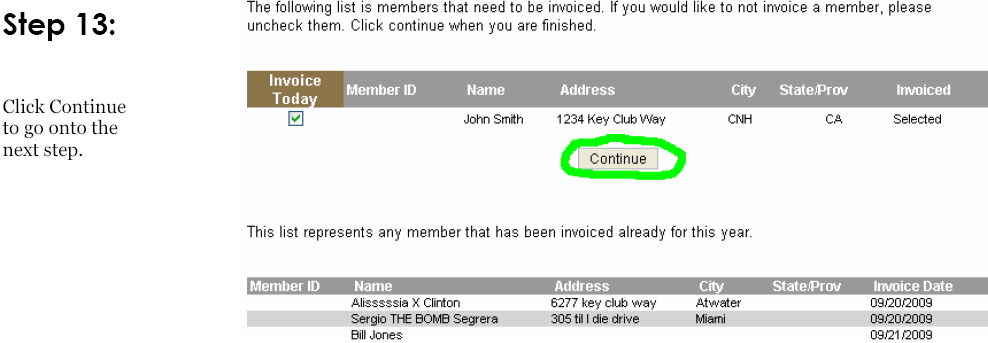 Step 13:
Click Continue
to go onto the
next step.
The following list is members that need to be invoiced. If you would like to not invoice a member, please
uncheck them. Click continue when you are finished.
Invoice Today Member ID Name Address City State/Prov Invoiced
John Smith 1234 Key Club Way CNH CA Selected
Continue
This list represents any member that has been invoiced already for this year.
Member ID Name Address City State/Prov Invoice Date
Alisssssia X Clinton 6277 key club way Atwater 09/20/2009
Sergio THE BOMB Segrera 305 til I die drive Miami 09/20/2009
Bill Jones 09/21/2009